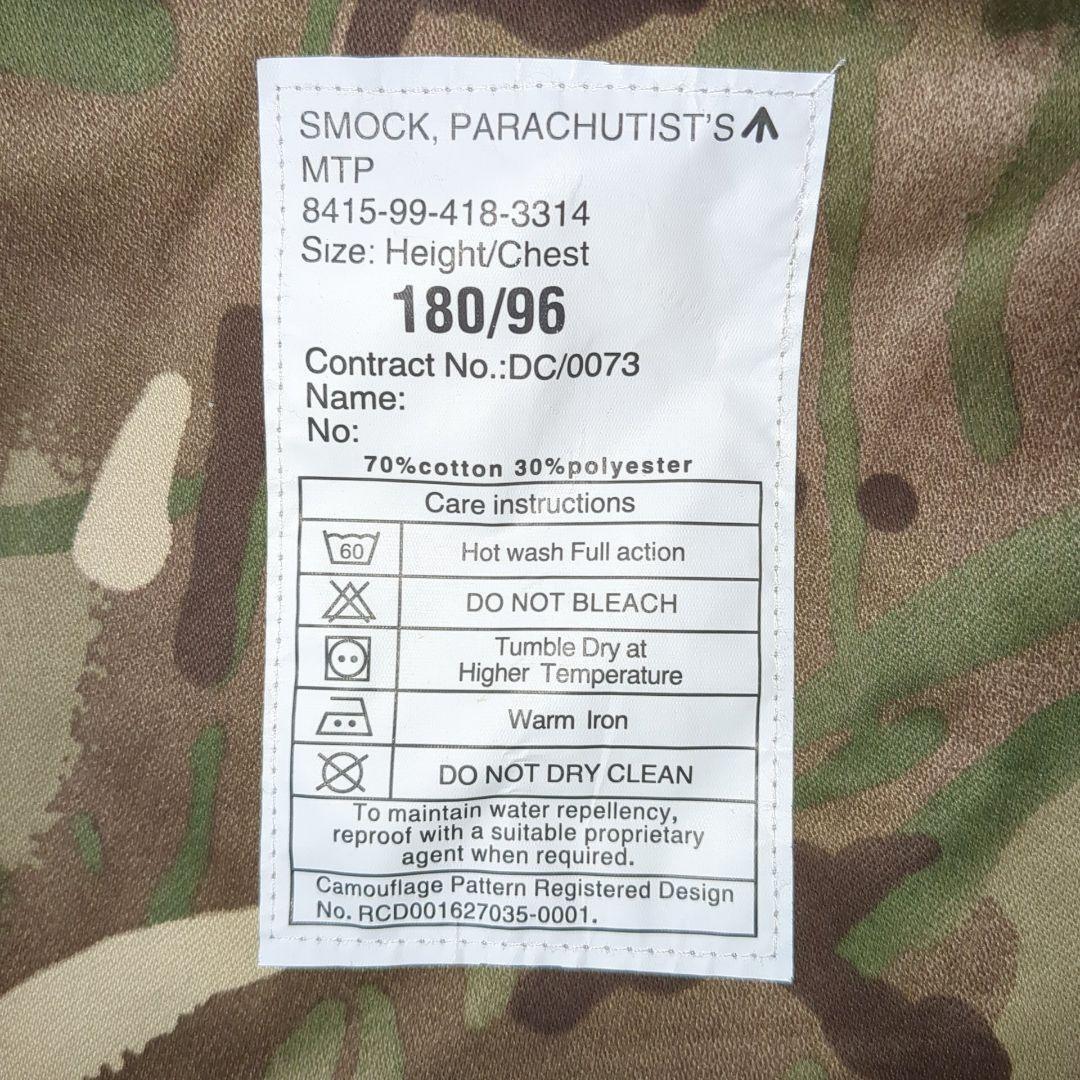 SMOCK, PARACHUTIST'S
MTP
8415-99-418-3314
Size: Height/Chest
180/96
Contract No.:DC/0073
Name:
No:
70%cotton 30%polyester
Care instructions
60 Hot wash Full action
DO NOT BLEACH
Tumble Dry at
Higher Temperature
Warm Iron
DO NOT DRY CLEAN
To maintain water repellency,
reproof with a suitable proprietary
agent when required.
Camouflage Pattern Registered Design
No. RCD001627035-0001.